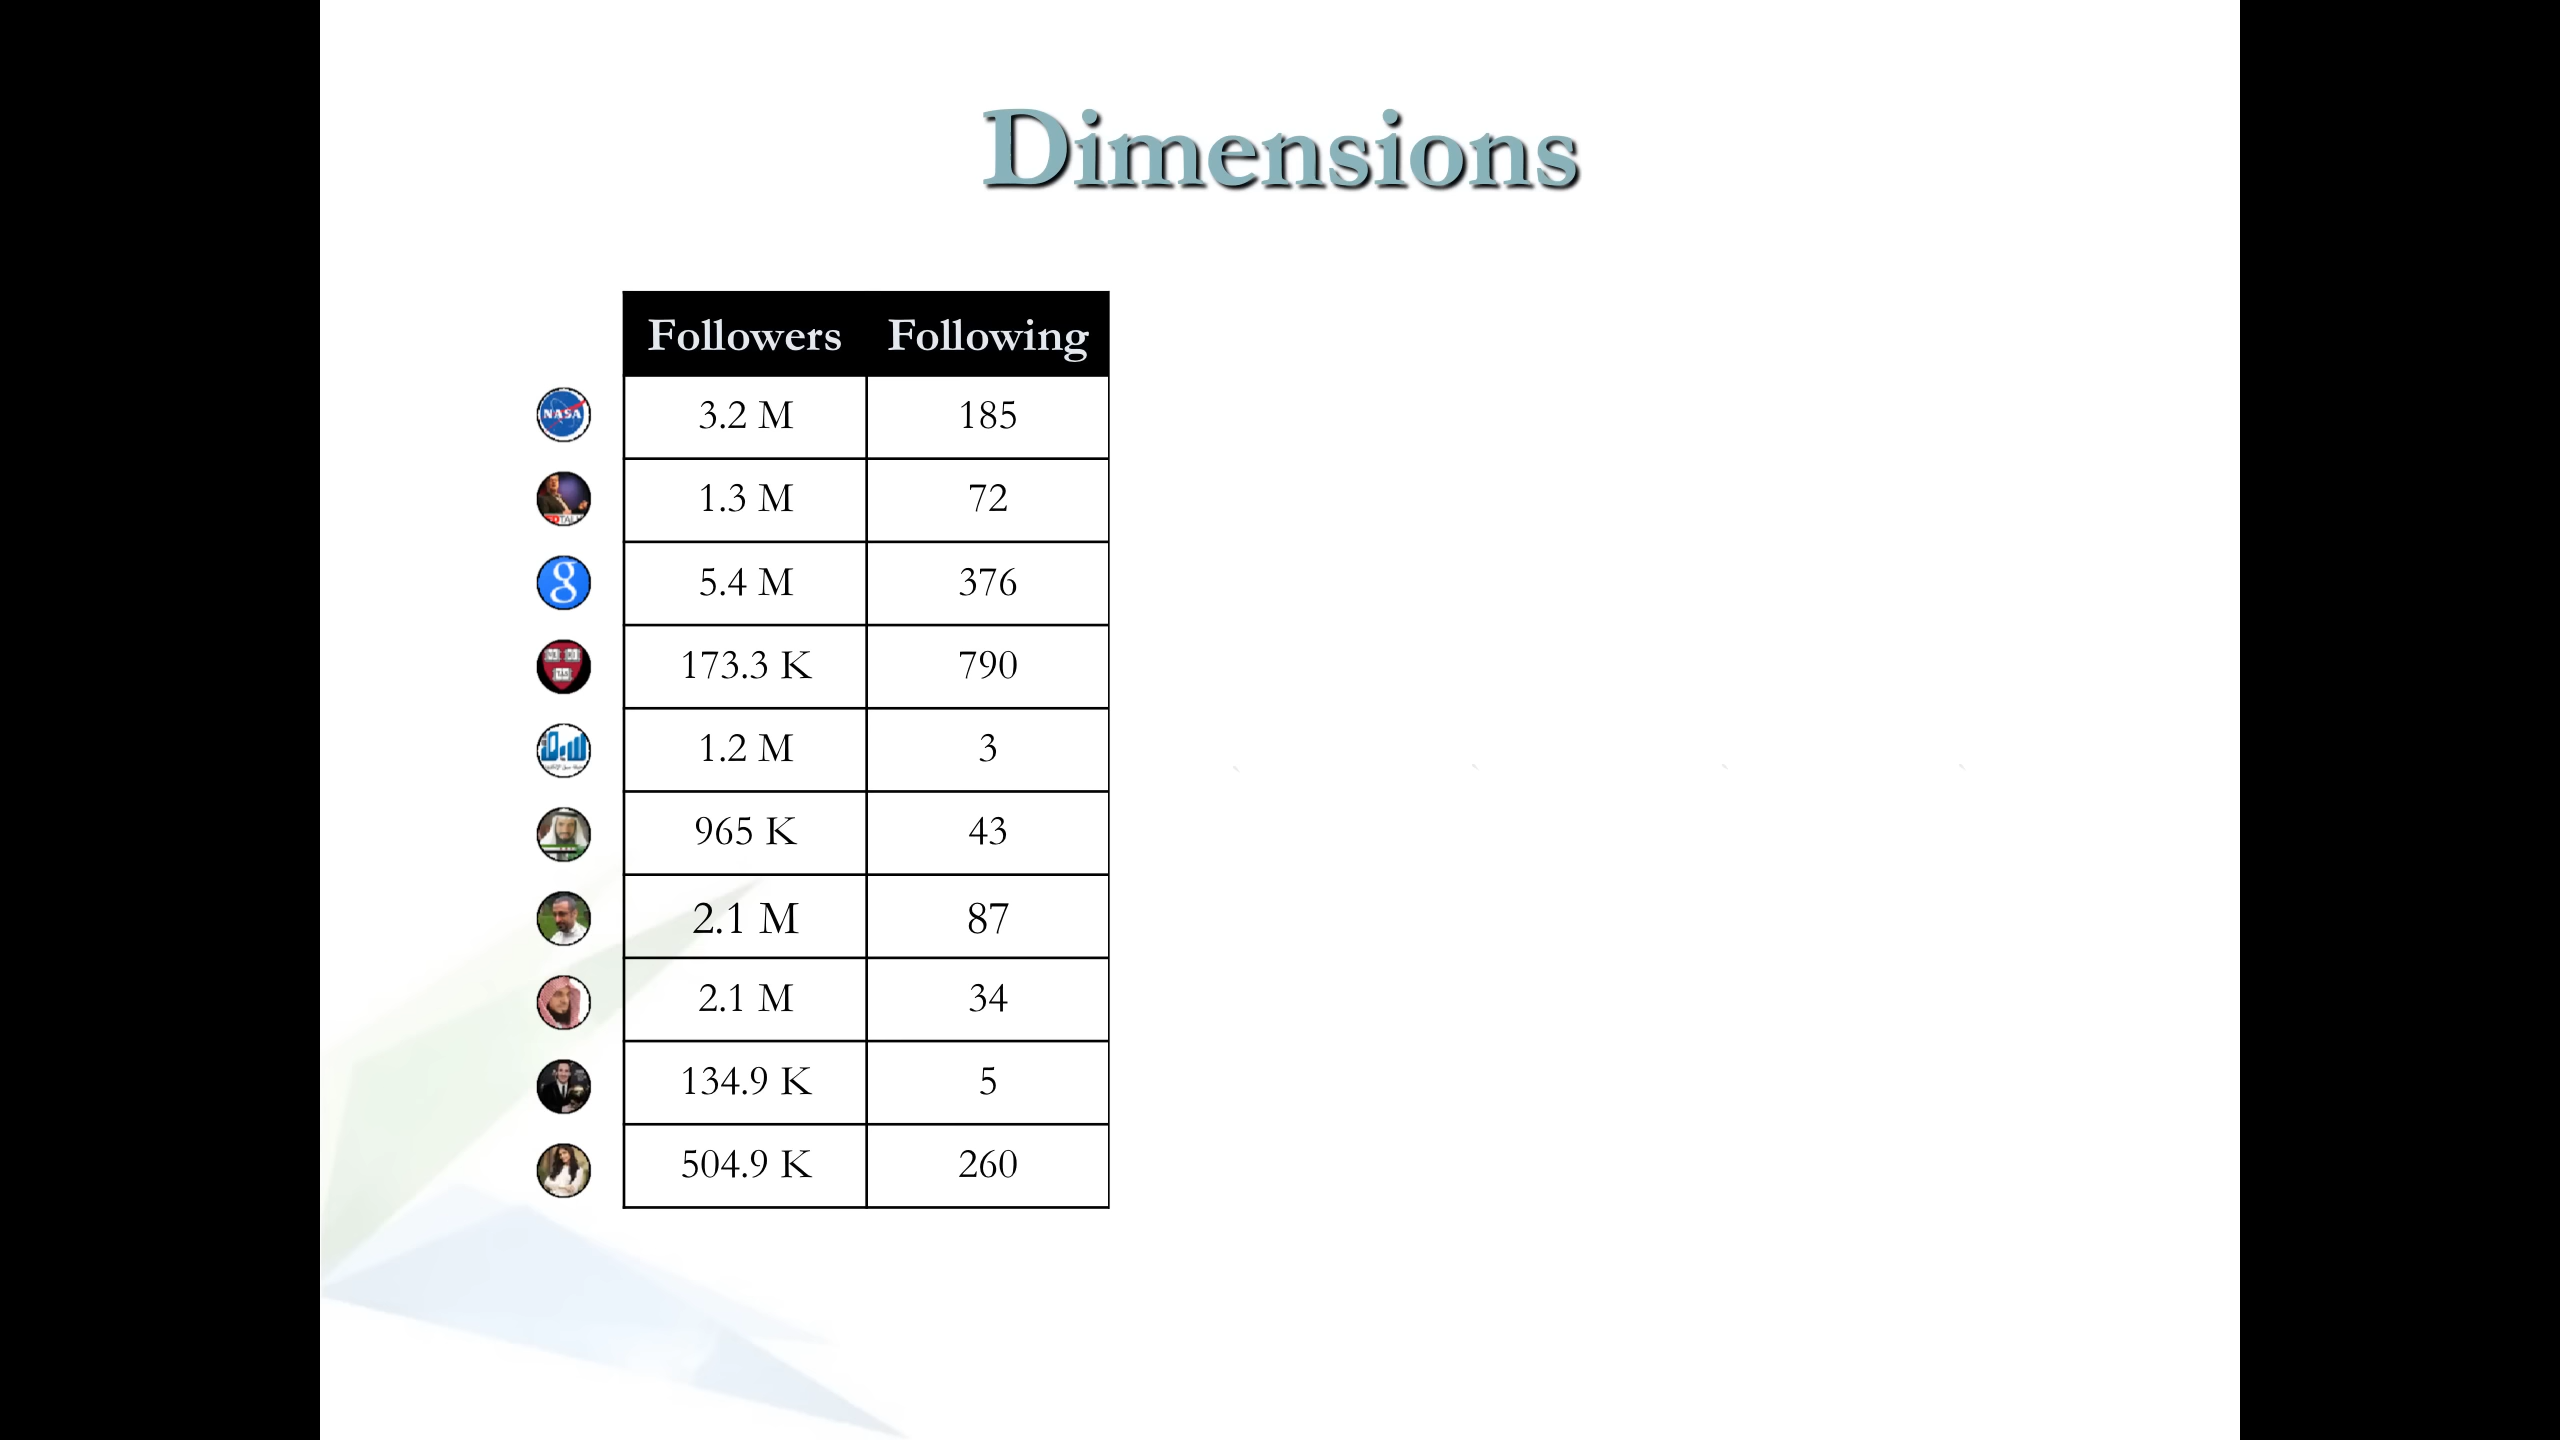 Dimensions
Followers Following
NASA 3.2 M 185
1.3 M 72
g 5.4 M 376
173.3 K 790
1.2 M 3
965 K 43
2.1 M 87
2.1 M 34
134.9 K 5
504.9 K 260